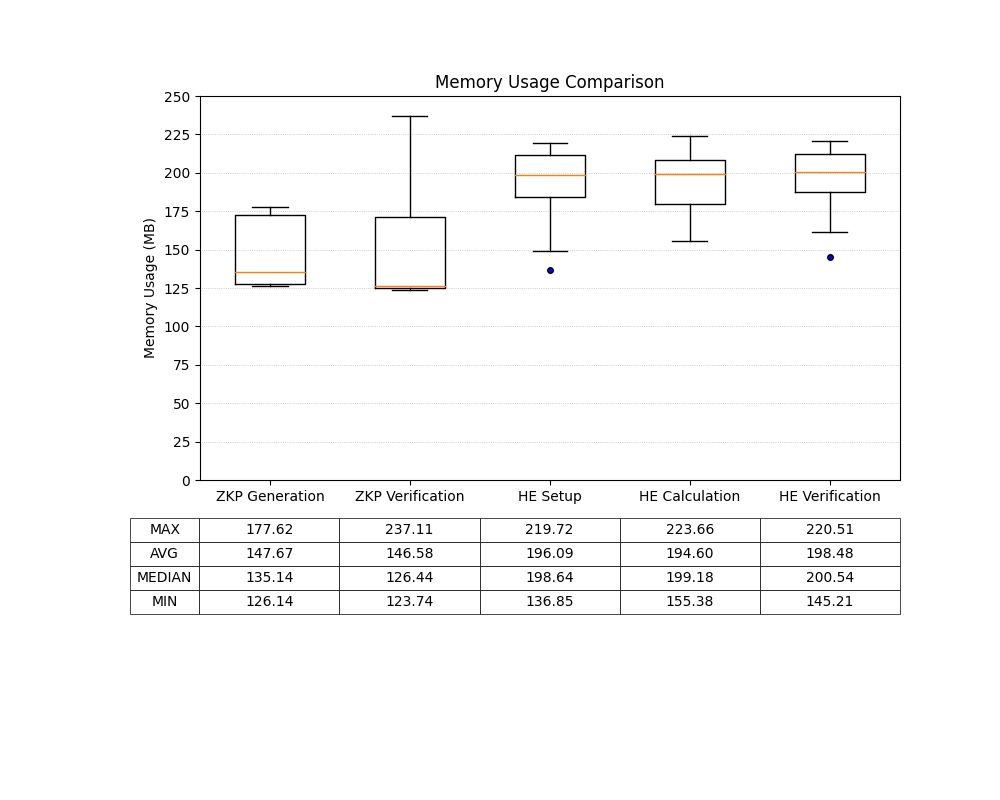 Memory Usage Comparison
Memory Usage (MB)
250
225
200
175
150
125
100
75
50
25
0
ZKP Generation ZKP Verification HE Setup HE Calculation HE Verification
MAX 177.62 237.11 219.72 223.66 220.51
AVG 147.67 146.58 196.09 194.60 198.48
MEDIAN 135.14 126.44 198.64 199.18 200.54
MIN 126.14 123.74 136.85 155.38 145.21